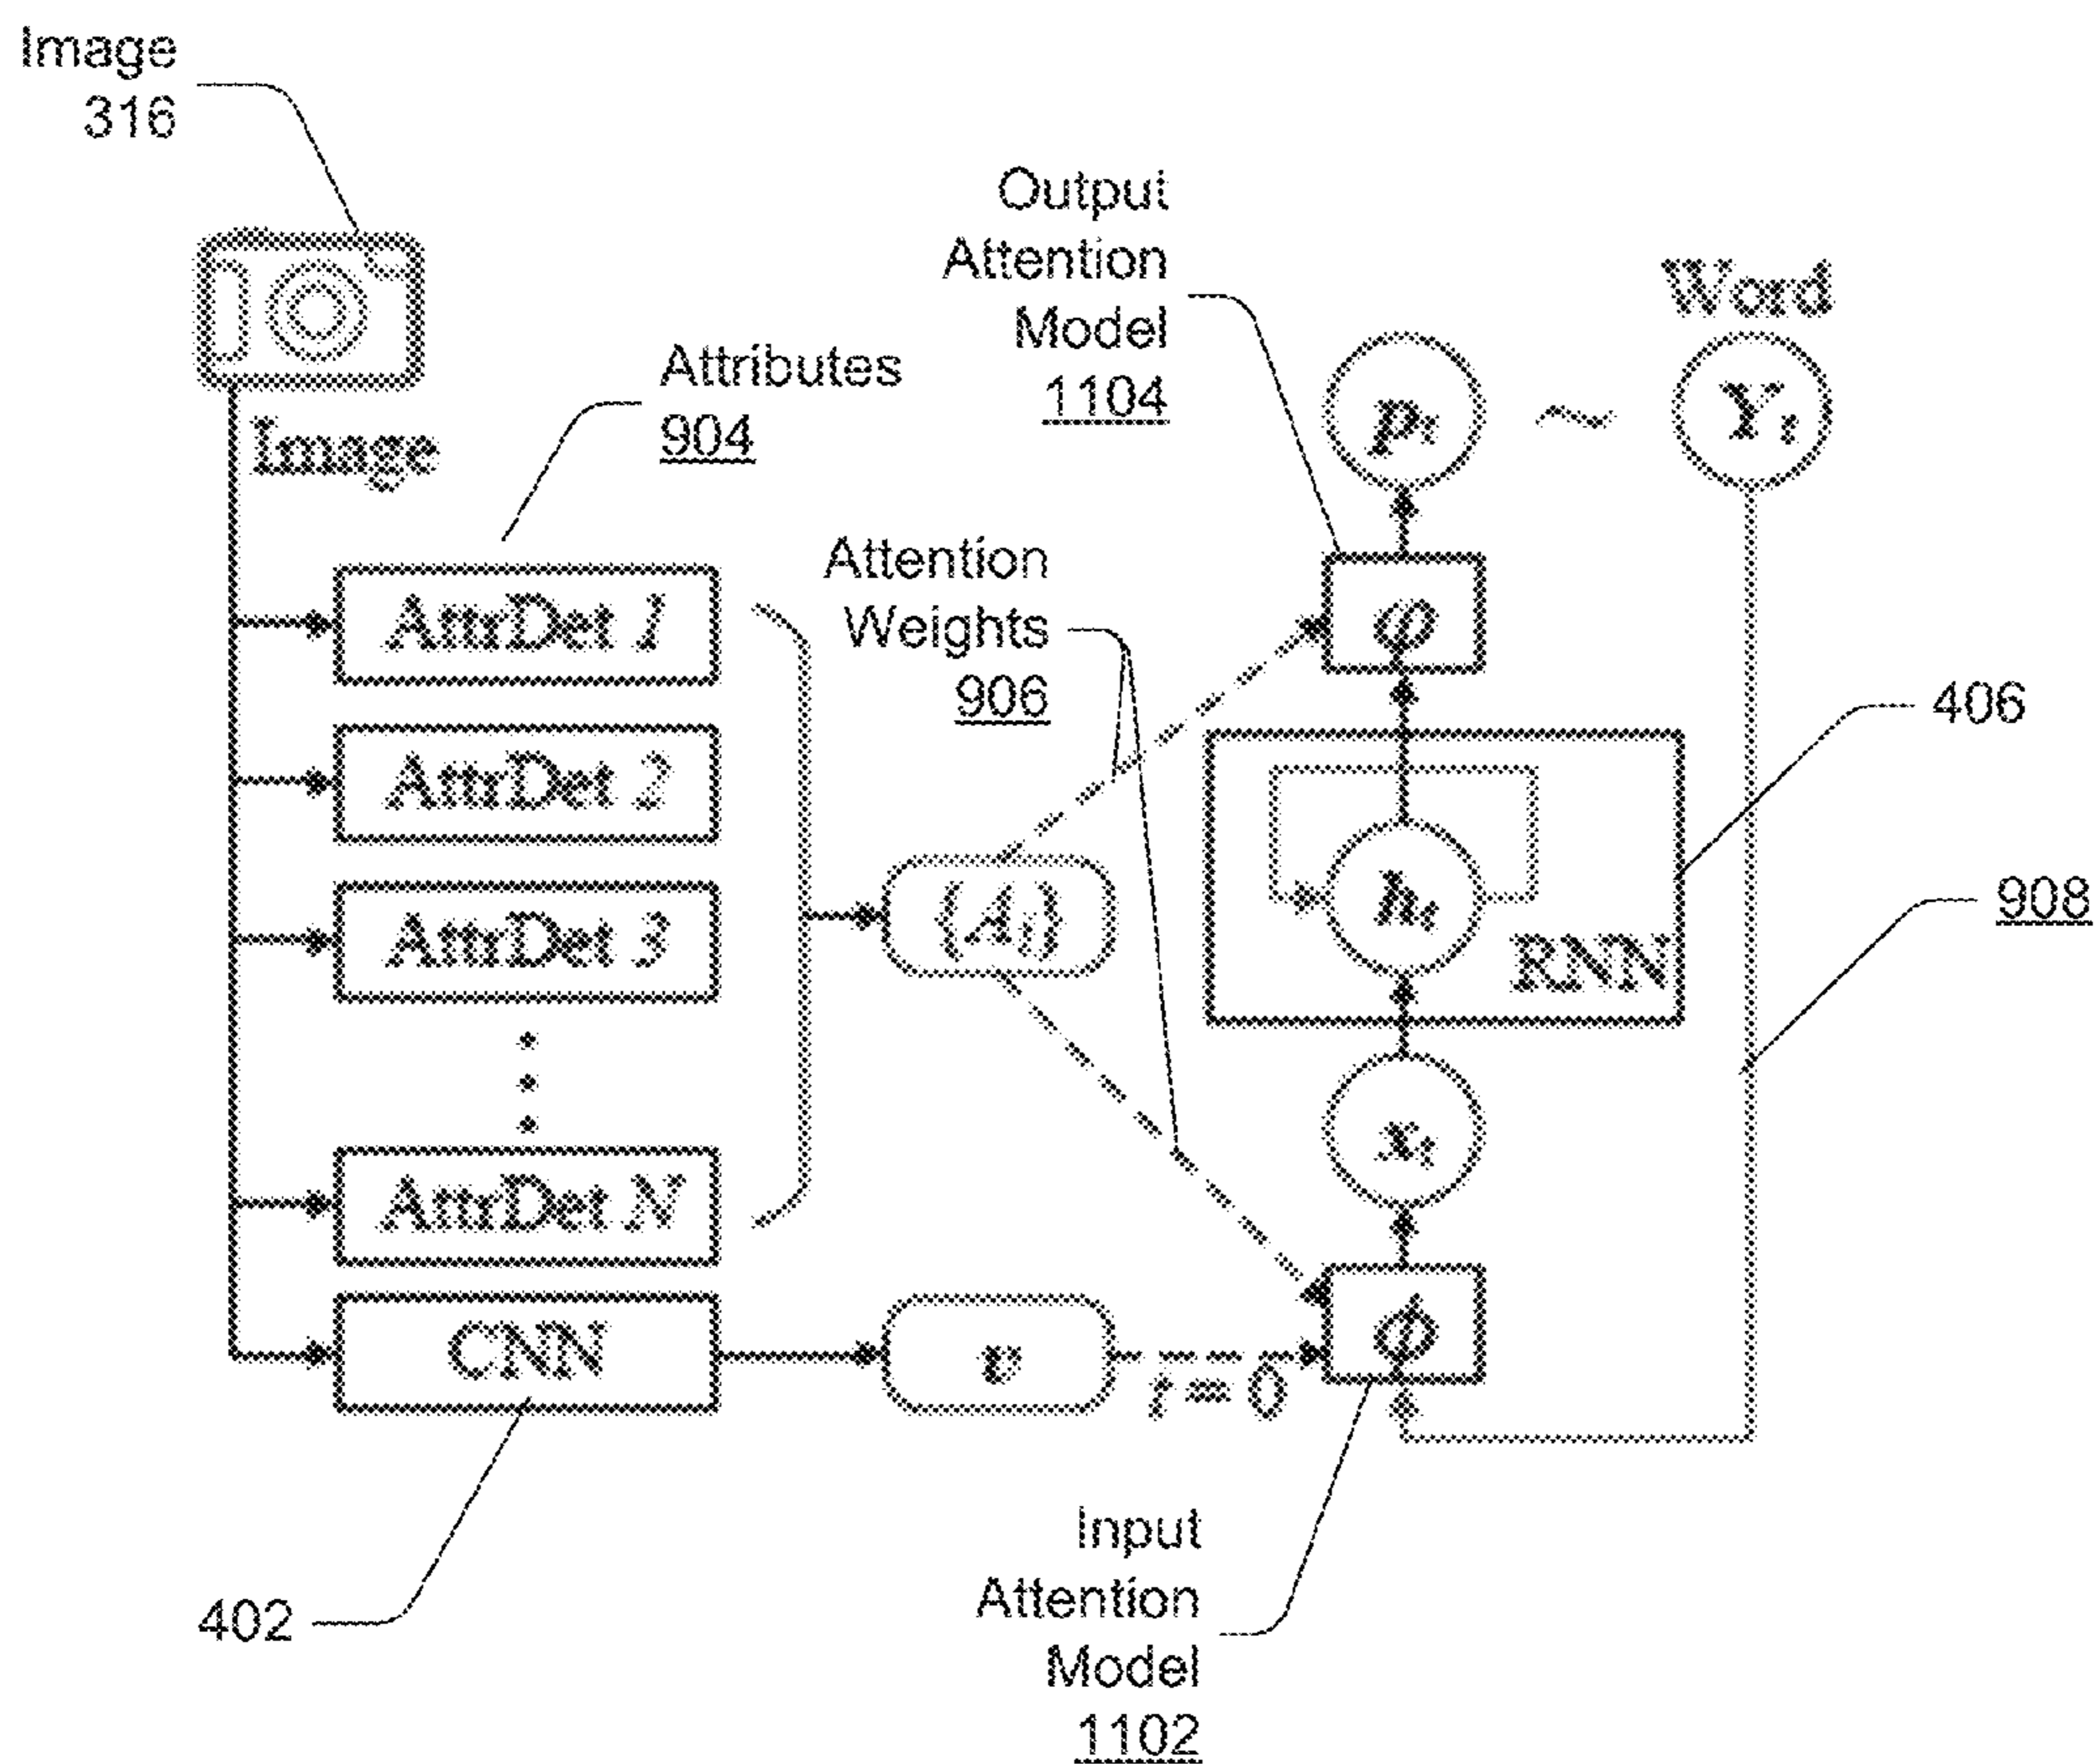 Image
316
Image
Attributes
904
AttrDet 1
AttrDet 2
AttrDet 3
AttrDet N
CNN
402
{Aᵢ}
v
t = 0
Attention
Weights
906
Output
Attention
Model
1104
Word
pₜ
~
Yₜ
φ
406
hₜ
RNN
908
xₜ
ϕ
Input
Attention
Model
1102